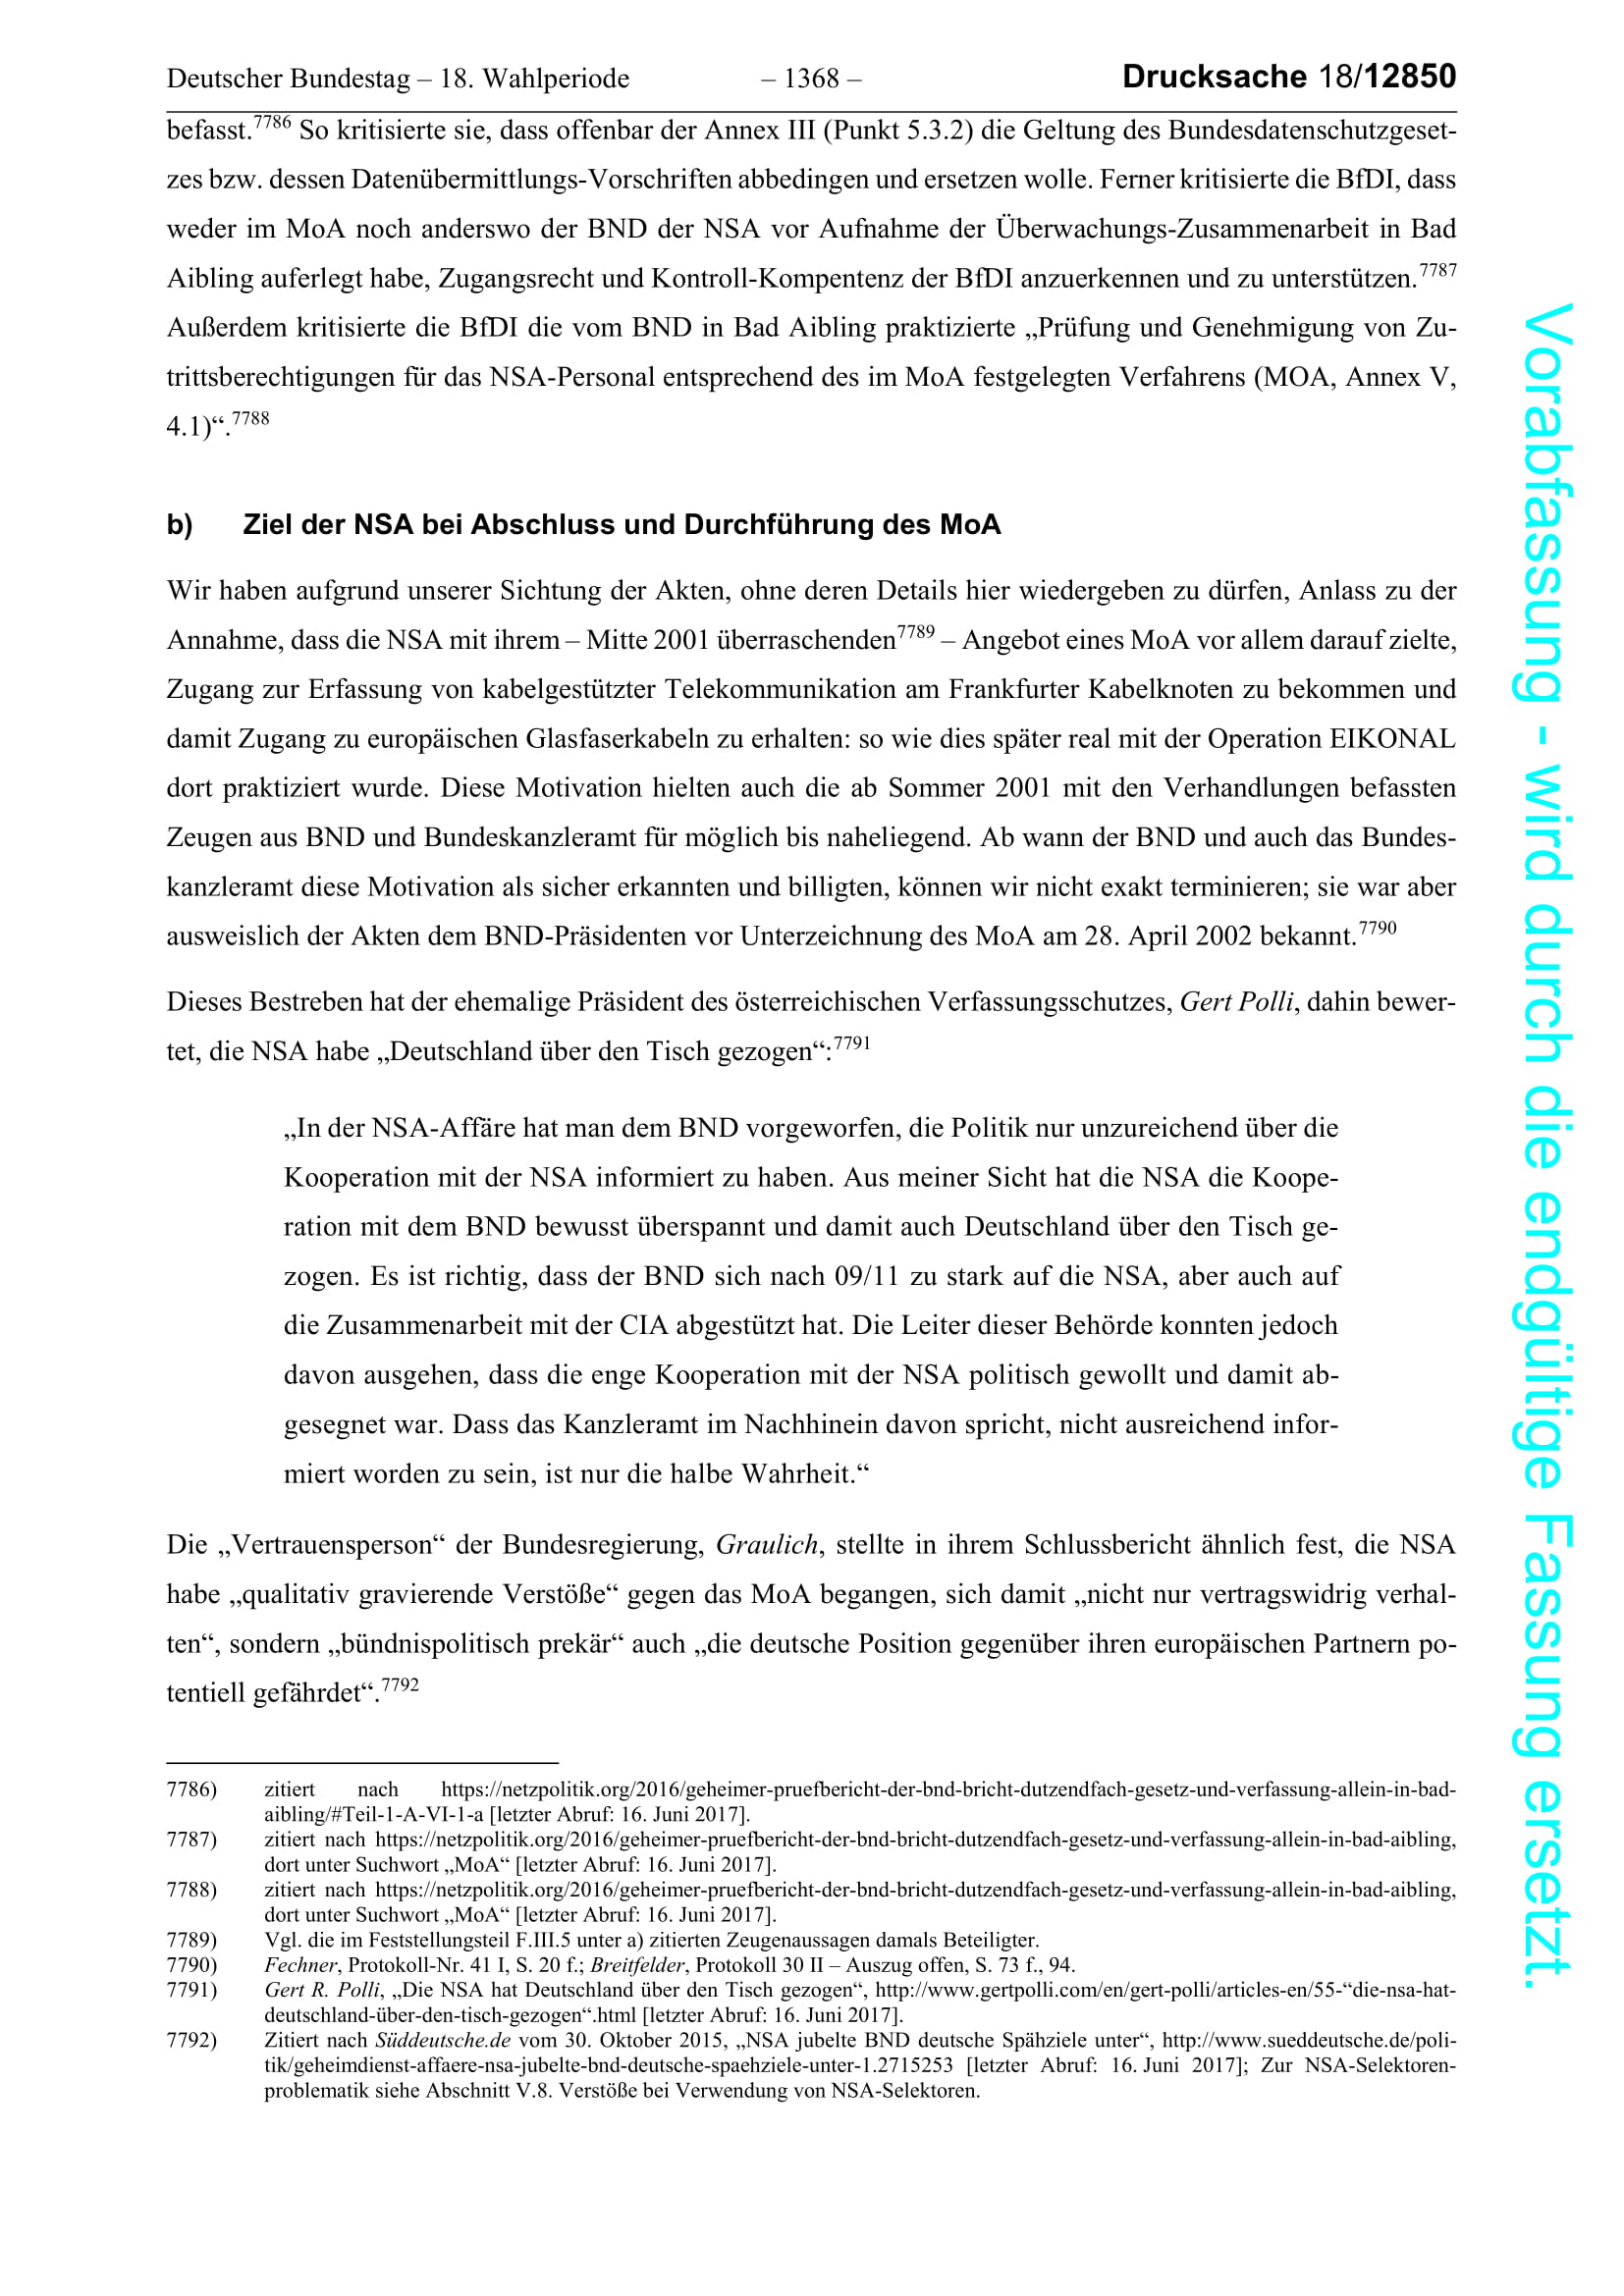 Deutscher Bundestag – 18. Wahlperiode – 1368 – Drucksache 18/12850
befasst.7786 So kritisierte sie, dass offenbar der Annex III (Punkt 5.3.2) die Geltung des Bundesdatenschutzgeset-
zes bzw. dessen Datenübermittlungs-Vorschriften abbedingen und ersetzen wolle. Ferner kritisierte die BfDI, dass
weder im MoA noch anderswo der BND der NSA vor Aufnahme der Überwachungs-Zusammenarbeit in Bad
Aibling auferlegt habe, Zugangsrecht und Kontroll-Kompentenz der BfDI anzuerkennen und zu unterstützen.7787
Außerdem kritisierte die BfDI die vom BND in Bad Aibling praktizierte „Prüfung und Genehmigung von Zu-
trittsberechtigungen für das NSA-Personal entsprechend des im MoA festgelegten Verfahrens (MOA, Annex V,
4.1)“.7788
b) Ziel der NSA bei Abschluss und Durchführung des MoA
Wir haben aufgrund unserer Sichtung der Akten, ohne deren Details hier wiedergeben zu dürfen, Anlass zu der
Annahme, dass die NSA mit ihrem – Mitte 2001 überraschenden7789 – Angebot eines MoA vor allem darauf zielte,
Zugang zur Erfassung von kabelgestützter Telekommunikation am Frankfurter Kabelknoten zu bekommen und
damit Zugang zu europäischen Glasfaserkabeln zu erhalten: so wie dies später real mit der Operation EIKONAL
dort praktiziert wurde. Diese Motivation hielten auch die ab Sommer 2001 mit den Verhandlungen befassten
Zeugen aus BND und Bundeskanzleramt für möglich bis naheliegend. Ab wann der BND und auch das Bundes-
kanzleramt diese Motivation als sicher erkannten und billigten, können wir nicht exakt terminieren; sie war aber
ausweislich der Akten dem BND-Präsidenten vor Unterzeichnung des MoA am 28. April 2002 bekannt.7790
Dieses Bestreben hat der ehemalige Präsident des österreichischen Verfassungsschutzes, Gert Polli, dahin bewer-
tet, die NSA habe „Deutschland über den Tisch gezogen“:7791
„In der NSA-Affäre hat man dem BND vorgeworfen, die Politik nur unzureichend über die
Kooperation mit der NSA informiert zu haben. Aus meiner Sicht hat die NSA die Koope-
ration mit dem BND bewusst überspannt und damit auch Deutschland über den Tisch ge-
zogen. Es ist richtig, dass der BND sich nach 09/11 zu stark auf die NSA, aber auch auf
die Zusammenarbeit mit der CIA abgestützt hat. Die Leiter dieser Behörde konnten jedoch
davon ausgehen, dass die enge Kooperation mit der NSA politisch gewollt und damit ab-
gesegnet war. Dass das Kanzleramt im Nachhinein davon spricht, nicht ausreichend infor-
miert worden zu sein, ist nur die halbe Wahrheit.“
Die „Vertrauensperson“ der Bundesregierung, Graulich, stellte in ihrem Schlussbericht ähnlich fest, die NSA
habe „qualitativ gravierende Verstöße“ gegen das MoA begangen, sich damit „nicht nur vertragswidrig verhal-
ten“, sondern „bündnispolitisch prekär“ auch „die deutsche Position gegenüber ihren europäischen Partnern po-
tentiell gefährdet“.7792
7786) zitiert nach https://netzpolitik.org/2016/geheimer-pruefbericht-der-bnd-bricht-dutzendfach-gesetz-und-verfassung-allein-in-bad-
aibling/#Teil-1-A-VI-1-a [letzter Abruf: 16. Juni 2017].
7787) zitiert nach https://netzpolitik.org/2016/geheimer-pruefbericht-der-bnd-bricht-dutzendfach-gesetz-und-verfassung-allein-in-bad-aibling,
dort unter Suchwort „MoA“ [letzter Abruf: 16. Juni 2017].
7788) zitiert nach https://netzpolitik.org/2016/geheimer-pruefbericht-der-bnd-bricht-dutzendfach-gesetz-und-verfassung-allein-in-bad-aibling,
dort unter Suchwort „MoA“ [letzter Abruf: 16. Juni 2017].
7789) Vgl. die im Feststellungsteil F.III.5 unter a) zitierten Zeugenaussagen damals Beteiligter.
7790) Fechner, Protokoll-Nr. 41 I, S. 20 f.; Breitfelder, Protokoll 30 II – Auszug offen, S. 73 f., 94.
7791) Gert R. Polli, „Die NSA hat Deutschland über den Tisch gezogen“, http://www.gertpolli.com/en/gert-polli/articles-en/55-“die-nsa-hat-
deutschland-über-den-tisch-gezogen“.html [letzter Abruf: 16. Juni 2017].
7792) Zitiert nach Süddeutsche.de vom 30. Oktober 2015, „NSA jubelte BND deutsche Spähziele unter“, http://www.sueddeutsche.de/poli-
tik/geheimdienst-affaere-nsa-jubelte-bnd-deutsche-spaehziele-unter-1.2715253 [letzter Abruf: 16. Juni 2017]; Zur NSA-Selektoren-
problematik siehe Abschnitt V.8. Verstöße bei Verwendung von NSA-Selektoren.
Vorabfassung - wird durch die endgültige Fassung ersetzt.